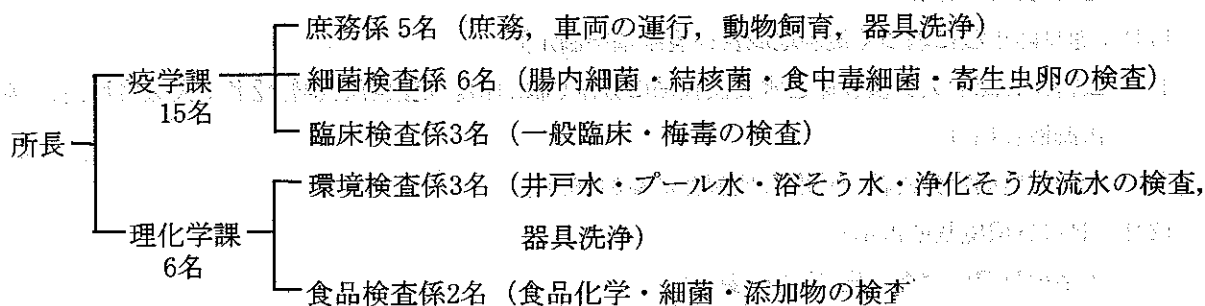 庶務係 5名 (庶務, 車両の運行, 動物飼育, 器具洗浄)
疫学課
15名
細菌検査係 6名 (腸内細菌・結核菌・食中毒細菌・寄生虫卵の検査)
臨床検査係3名 (一般臨床・梅毒の検査)
所長
環境検査係3名 (井戸水・プール水・浴そう水・浄化そう放流水の検査,
器具洗浄)
理化学課
6名
食品検査係2名 (食品化学・細菌・添加物の検査